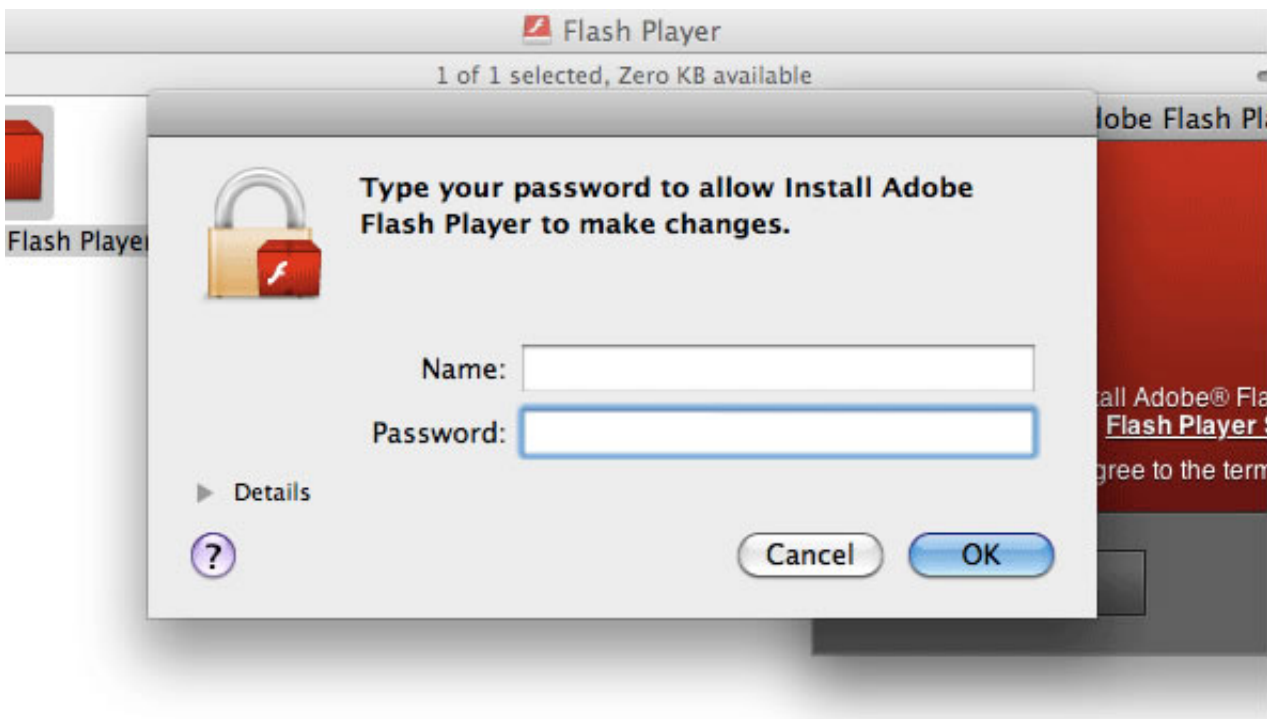 Flash Player
1 of 1 selected, Zero KB available
Adobe Flash Pla
Flash Player
Type your password to allow Install Adobe
Flash Player to make changes.
Name:
Password:
Details
?
Cancel
OK
tall Adobe® Fla
Flash Player S
gree to the term